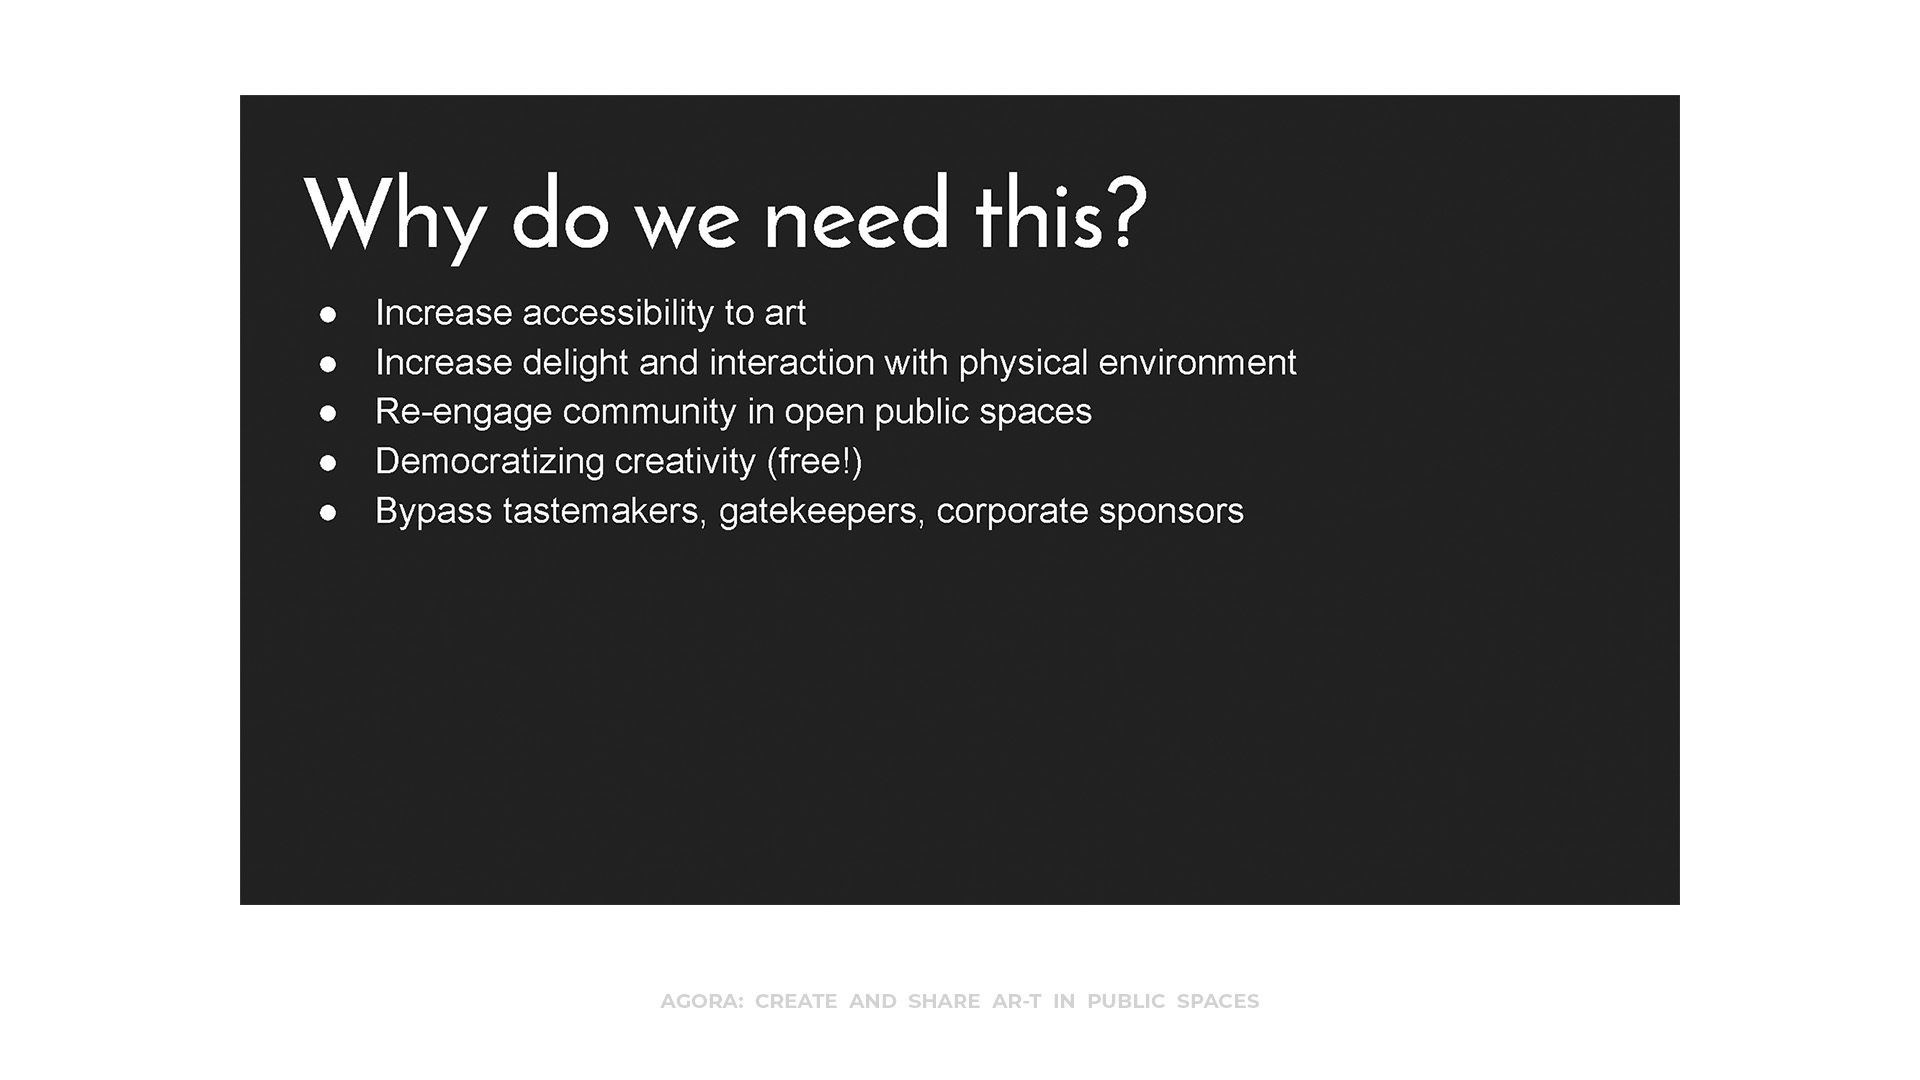 Why do we need this?
● Increase accessibility to art
● Increase delight and interaction with physical environment
● Re-engage community in open public spaces
● Democratizing creativity (free!)
● Bypass tastemakers, gatekeepers, corporate sponsors
AGORA: CREATE AND SHARE AR-T IN PUBLIC SPACES